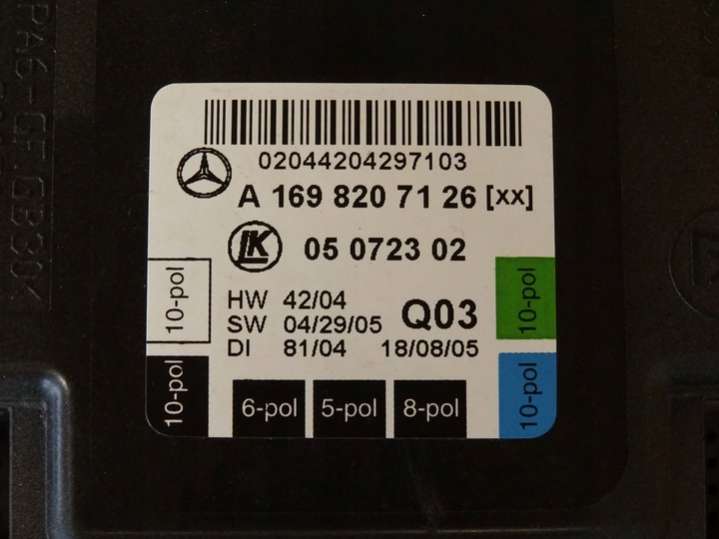 02044204297103
A 169 820 71 26 [xx]
LK
05 0723 02
HW 42/04
SW 04/29/05
Q03
DI 81/04 18/08/05
10-pol
10-pol
10-pol
10-pol
6-pol
5-pol
8-pol